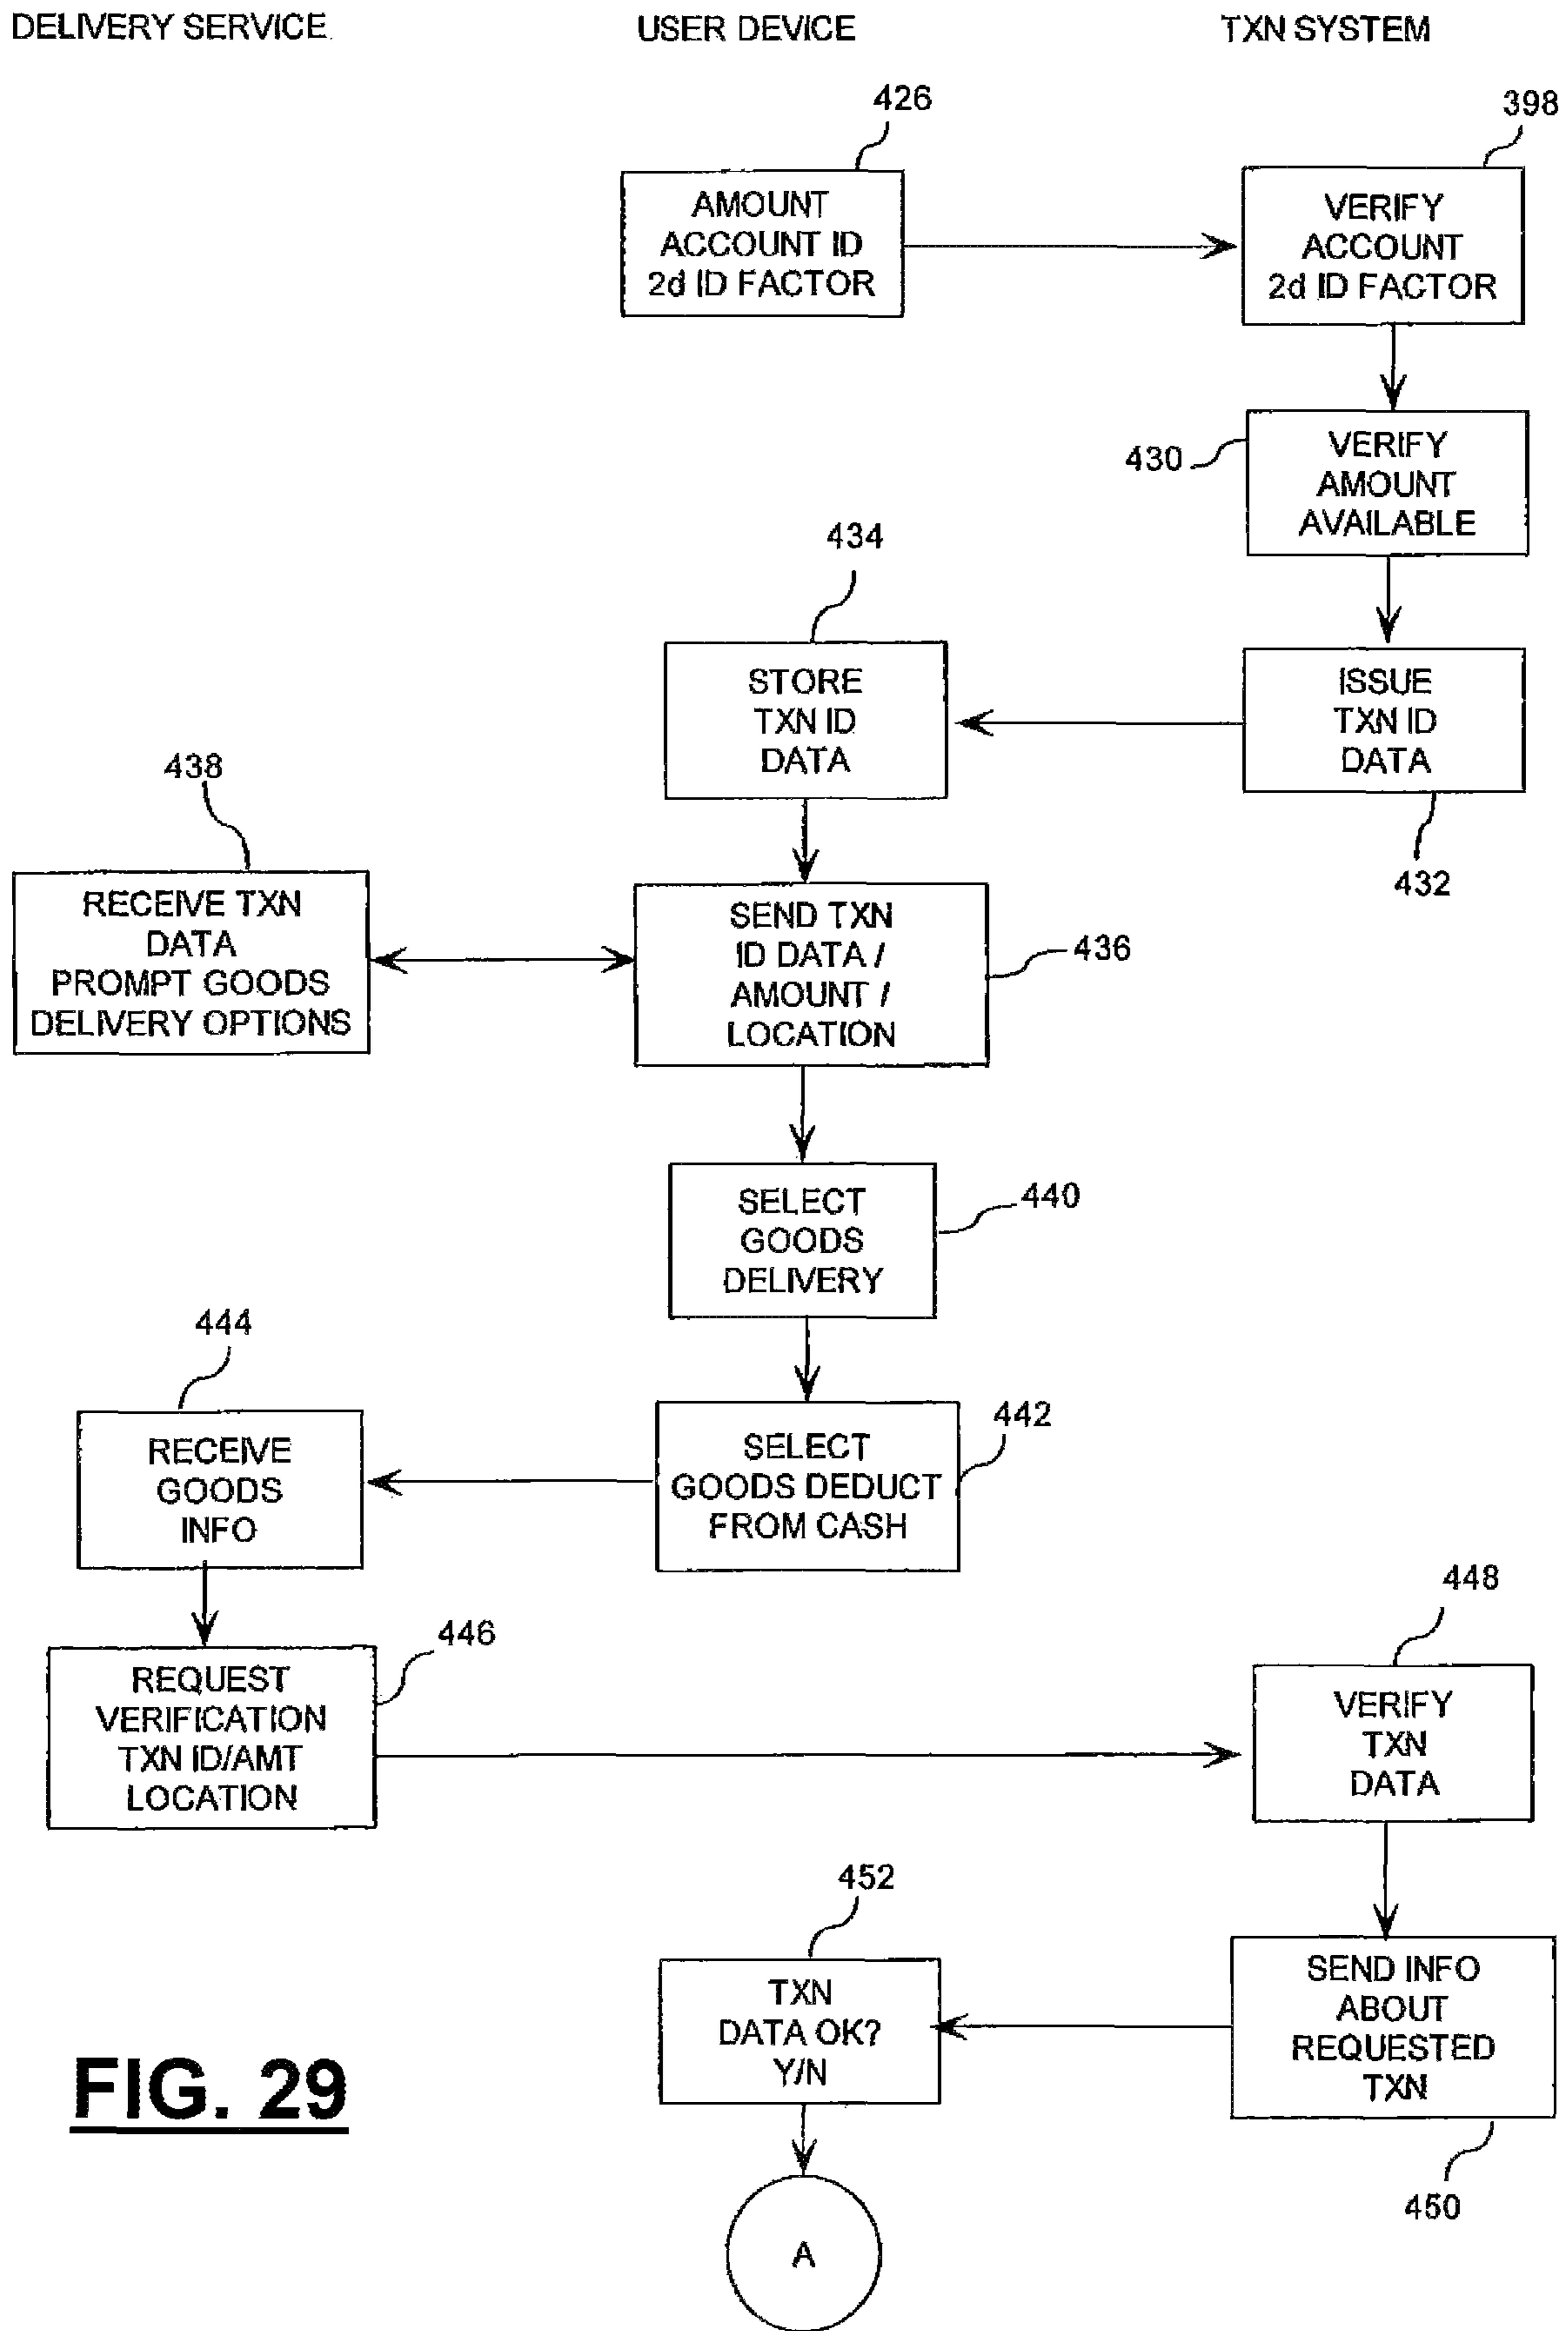 DELIVERY SERVICE
USER DEVICE
TXN SYSTEM
426
398
AMOUNT
ACCOUNT ID
2d ID FACTOR
VERIFY
ACCOUNT
2d ID FACTOR
430
VERIFY
AMOUNT
AVAILABLE
434
STORE
TXN ID
DATA
ISSUE
TXN ID
DATA
432
438
RECEIVE TXN
DATA
PROMPT GOODS
DELIVERY OPTIONS
SEND TXN
ID DATA /
AMOUNT /
LOCATION
436
SELECT
GOODS
DELIVERY
440
444
RECEIVE
GOODS
INFO
SELECT
GOODS DEDUCT
FROM CASH
442
446
REQUEST
VERIFICATION
TXN ID/AMT
LOCATION
448
VERIFY
TXN
DATA
452
TXN
DATA OK?
Y/N
SEND INFO
ABOUT
REQUESTED
TXN
450
A
FIG. 29